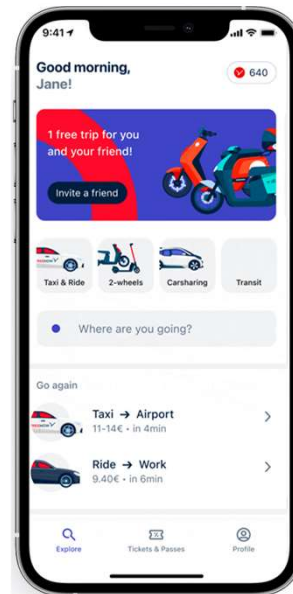 9:41
Good morning,
Jane!
640
1 free trip for you
and your friend!
Invite a friend
Taxi & Ride
2-wheels
Carsharing
Transit
Where are you going?
Go again
Taxi → Airport
11-14€ • in 4min
Ride → Work
9.40€ • in 6min
Explore
Tickets & Passes
Profile